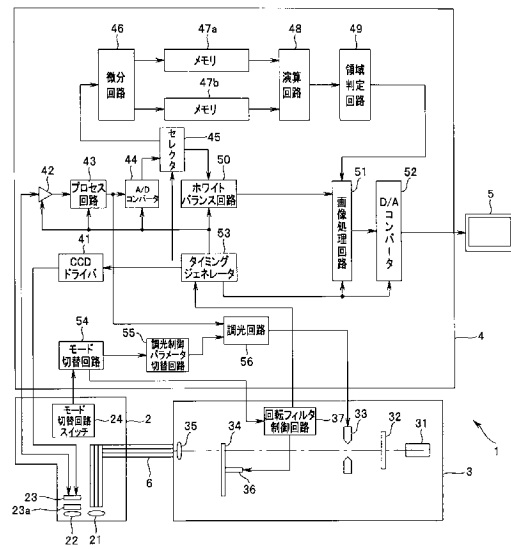 46
47a
48
49
微分
回路
メモリ
演算
回路
領域
判定
回路
47b
メモリ
セレクタ
45
42
43
プロセス
回路
44
A/D
コンバータ
50
ホワイト
バランス回路
51
画像処理回路
52
D/Aコンバータ
5
41
CCD
ドライバ
53
タイミング
ジェネレータ
54
モード
切替回路
55
調光制御
パラメータ
切替回路
調光回路
56
4
モード
切替回路
スイッチ
24
2
回転フィルタ
制御回路
37
33
32
31
35
34
36
6
3
1
23
23a
22
21